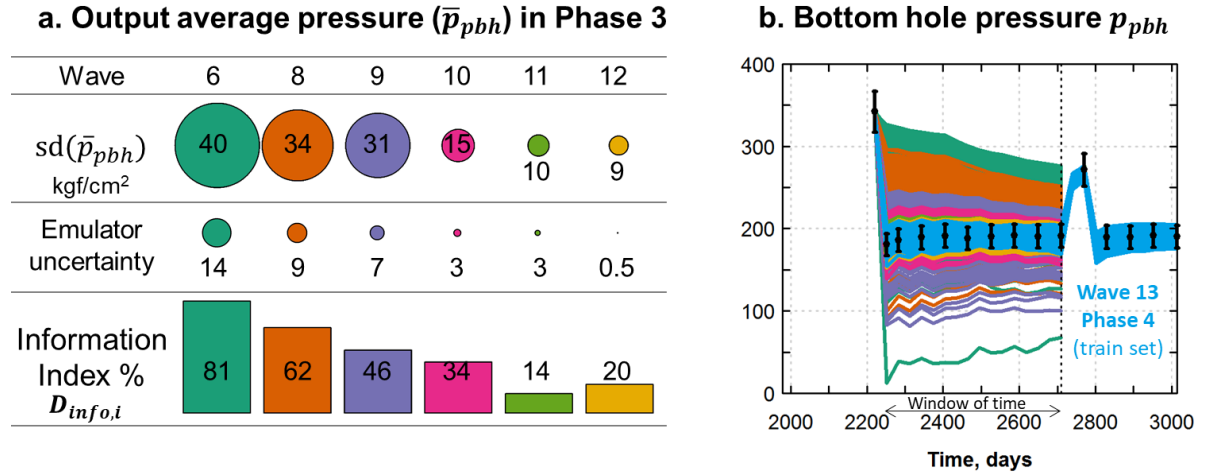 a. Output average pressure (p̅pbh) in Phase 3
Wave 6 8 9 10 11 12
sd(p̅pbh) 40 34 31 15 10 9
kgf/cm²
Emulator
uncertainty 14 9 7 3 3 0.5
Information
Index % 81 62 46 34 14 20
Dinfo,i
b. Bottom hole pressure ppbh
400
300
200
100
0
Wave 13
Phase 4
(train set)
Window of time
2000 2200 2400 2600 2800 3000
Time, days